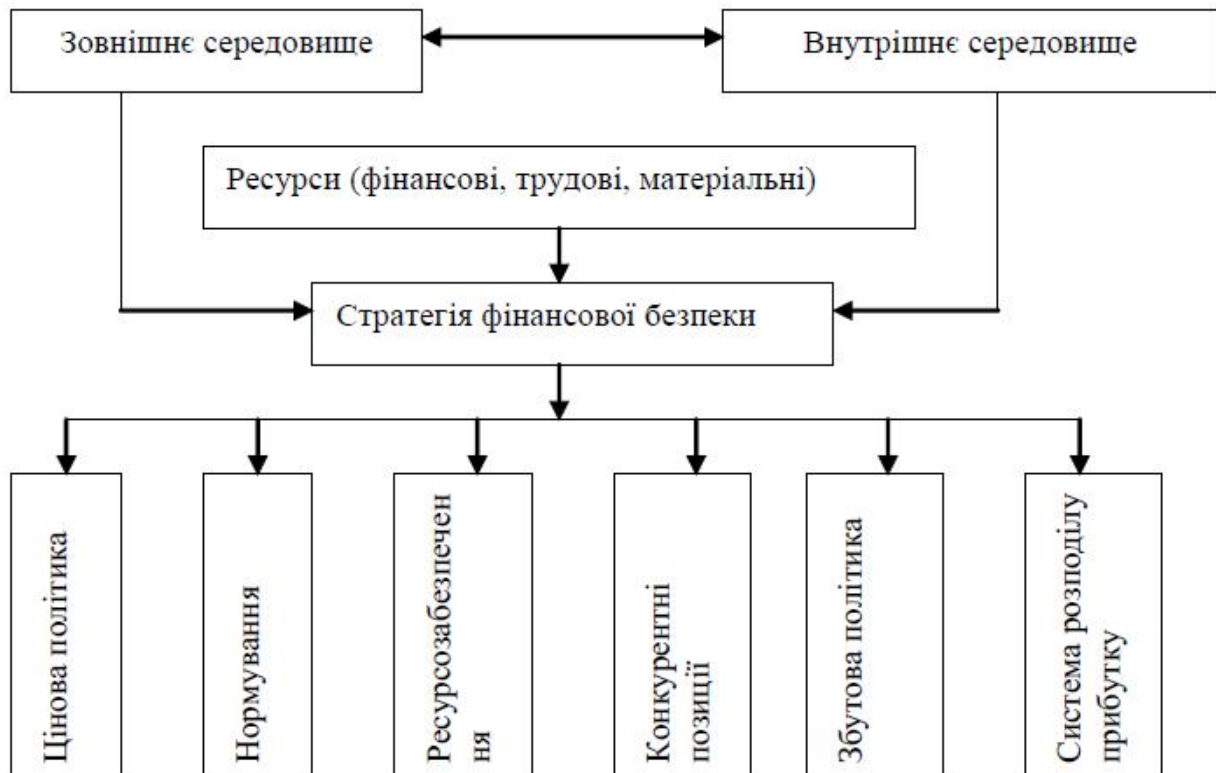 Зовнішнє середовище
Внутрішнє середовище
Ресурси (фінансові, трудові, матеріальні)
Стратегія фінансової безпеки
Цінова політика
Нормування
Ресурсозабезпечен
ня
Конкурентні
позиції
Збутова політика
Система розподілу
прибутку